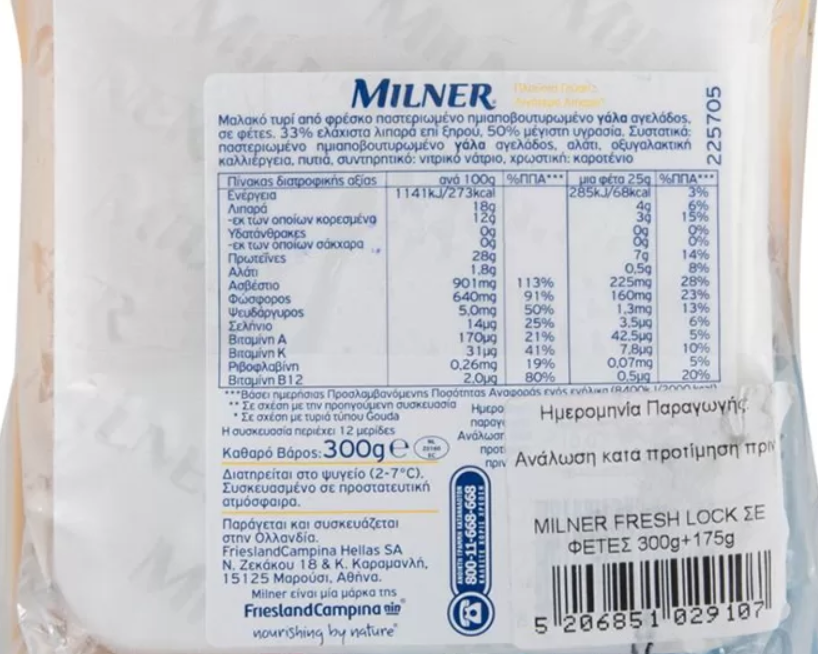 MILNER®
225705
Μαλακό τυρί από φρέσκο παστεριωμένο ημιαποβουτυρωμένο γάλα αγελάδος,
σε φέτες. 33% ελάχιστα λιπαρά επί ξηρού, 50% μέγιστη υγρασία. Συστατικά:
παστεριωμένο ημιαποβουτυρωμένο γάλα αγελάδος, αλάτι, οξυγαλακτική
καλλιέργεια, πυτιά, συντηρητικό: νιτρικό νάτριο, χρωστική: καροτένιο
Πίνακας διατροφικής αξίας ανά 100g %ΠΠΑ*** μια φέτα 25g %ΠΠΑ***
Ενέργεια 1141kJ/273kcal 285kJ/68kcal 3%
Λιπαρά 18g 4g 6%
-εκ των οποίων κορεσμένα 12g 3g 15%
Υδατάνθρακες 0g 0g 0%
-εκ των οποίων σάκχαρα 0g 0g 0%
Πρωτεΐνες 28g 7g 14%
Αλάτι 1,8g 0,5g 8%
Ασβέστιο 901mg 113% 225mg 28%
Φώσφορος 640mg 91% 160mg 23%
Ψευδάργυρος 5,0mg 50% 1,3mg 13%
Σελήνιο 14μg 25% 3,5μg 6%
Βιταμίνη Α 170μg 21% 42,5μg 5%
Βιταμίνη Κ 31μg 41% 7,8μg 10%
Ριβοφλαβίνη 0,26mg 19% 0,07mg 5%
Βιταμίνη Β12 2,0μg 80% 0,5μg 20%
***Βάσει ημερήσιας Προσλαμβανόμενης Ποσότητας Αναφοράς ενός ενήλικα (8400kJ/2000 kcal)
** Σε σχέση με την προηγούμενη συσκευασία
* Σε σχέση με τυριά τύπου Gouda
Η συσκευασία περιέχει 12 μερίδες
Καθαρό Βάρος: 300g e
Διατηρείται στο ψυγείο (2-7°C).
Συσκευασμένο σε προστατευτική
ατμόσφαιρα.
Παράγεται και συσκευάζεται
στην Ολλανδία.
FrieslandCampina Hellas SA
Ν. Ζεκάκου 18 & Κ. Καραμανλή,
15125 Μαρούσι, Αθήνα.
Milner είναι μία μάρκα της
FrieslandCampina
nourishing by nature®
Ημερο
παραγ
Ανάλωσ
προτ
πριν
800-11-668-668
Ημερομηνία Παραγωγής
Ανάλωση κατα προτίμηση πριν
MILNER FRESH LOCK ΣΕ
ΦΕΤΕΣ 300g+175g
5 206851 029107